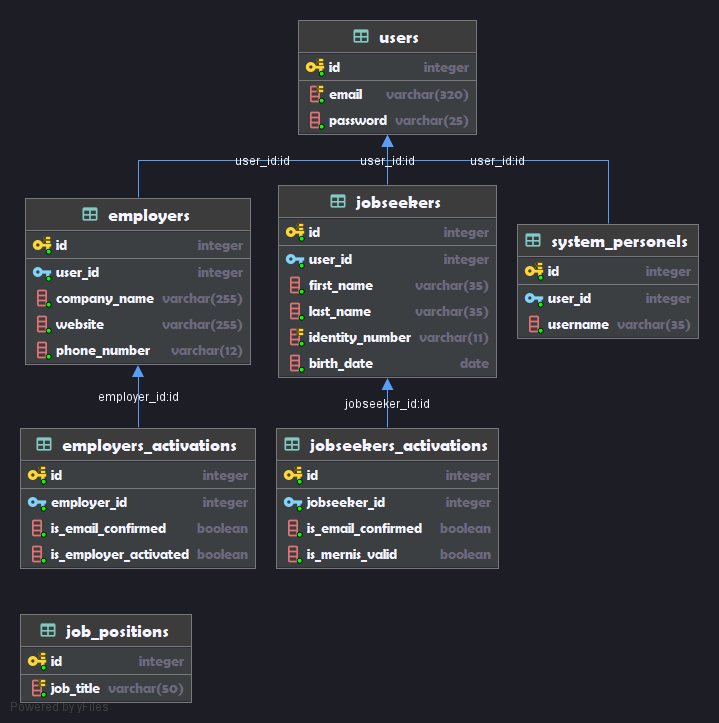 users
id integer
email varchar(320)
password varchar(25)
user_id:id user_id:id user_id:id
employers
id integer
user_id integer
company_name varchar(255)
website varchar(255)
phone_number varchar(12)
jobseekers
id integer
user_id integer
first_name varchar(35)
last_name varchar(35)
identity_number varchar(11)
birth_date date
system_personels
id integer
user_id integer
username varchar(35)
employer_id:id
jobseeker_id:id
employers_activations
id integer
employer_id integer
is_email_confirmed boolean
is_employer_activated boolean
jobseekers_activations
id integer
jobseeker_id integer
is_email_confirmed boolean
is_mernis_valid boolean
job_positions
id integer
job_title varchar(50)
Powered by yFiles